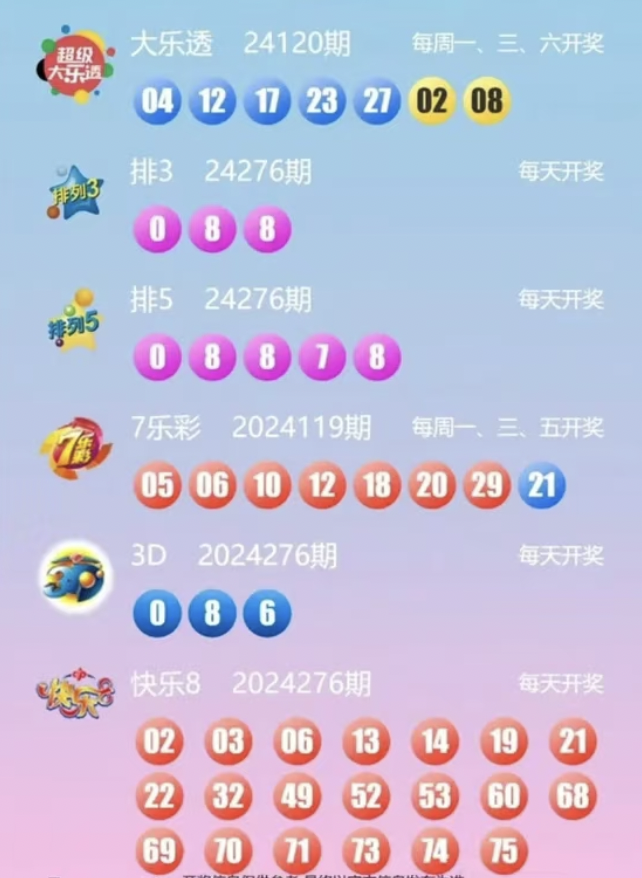 超级
大乐透
大乐透 24120期 每周一、三、六开奖
04 12 17 23 27 02 08
排列3
排3 24276期 每天开奖
0 8 8
排列5
排5 24276期 每天开奖
0 8 8 7 8
7乐彩
7乐彩 2024119期 每周一、三、五开奖
05 06 10 12 18 20 29 21
3D
3D 2024276期 每天开奖
0 8 6
快乐8 2024276期 每天开奖
02 03 06 13 14 19 21
22 32 49 52 53 60 68
69 70 71 73 74 75